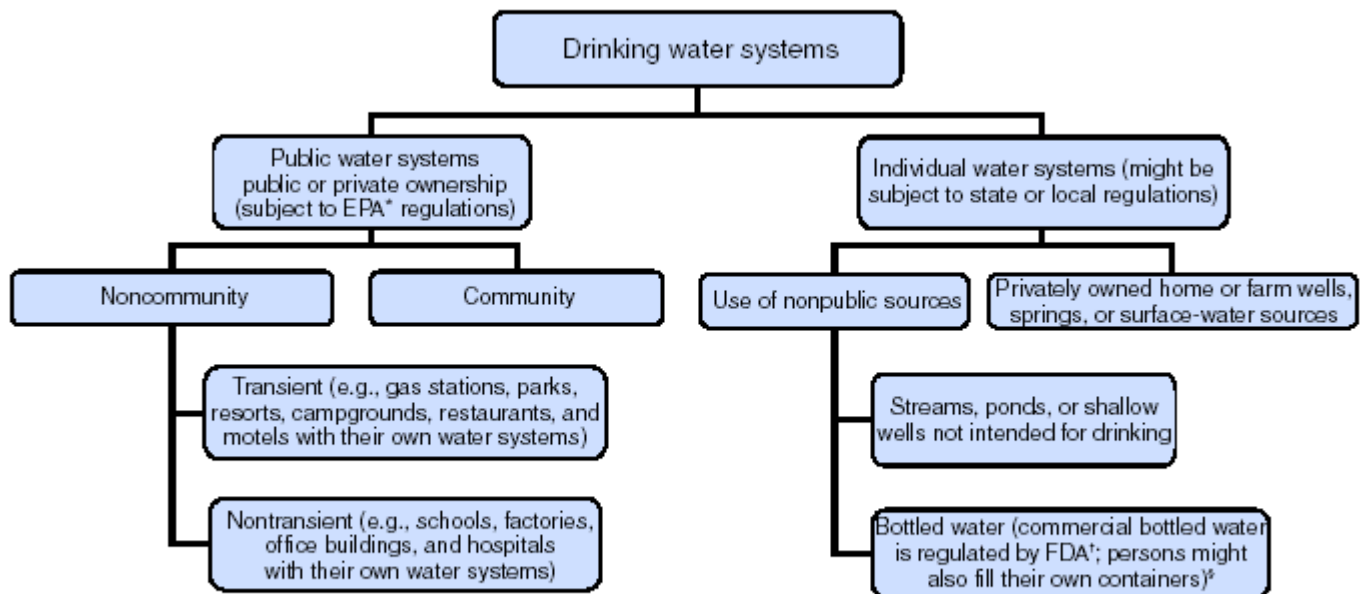 Drinking water systems
Public water systems
public or private ownership
(subject to EPA* regulations)
Individual water systems (might be
subject to state or local regulations)
Noncommunity
Community
Use of nonpublic sources
Privately owned home or farm wells,
springs, or surface-water sources
Transient (e.g., gas stations, parks,
resorts, campgrounds, restaurants, and
motels with their own water systems)
Streams, ponds, or shallow
wells not intended for drinking
Nontransient (e.g., schools, factories,
office buildings, and hospitals
with their own water systems)
Bottled water (commercial bottled water
is regulated by FDA†; persons might
also fill their own containers)§